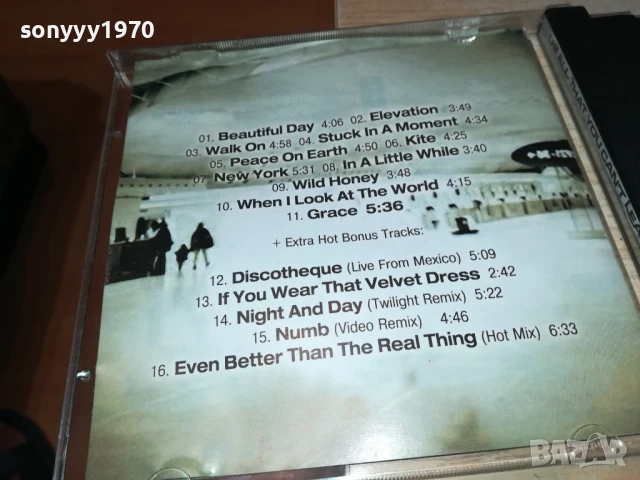 sonyyy1970
01. Beautiful Day 4:06 02. Elevation 3:49
03. Walk On 4:58 04. Stuck In A Moment 4:34
05. Peace On Earth 4:50 06. Kite 4:25
07. New York 5:31 08. In A Little While 3:40
09. Wild Honey 3:48
10. When I Look At The World 4:15
11. Grace 5:36
+ Extra Hot Bonus Tracks:
12. Discotheque (Live From Mexico) 5:09
13. If You Wear That Velvet Dress 2:42
14. Night And Day (Twilight Remix) 5:22
15. Numb (Video Remix) 4:46
16. Even Better Than The Real Thing (Hot Mix) 6:33
ALL THAT YOU CAN'T
BAZAR